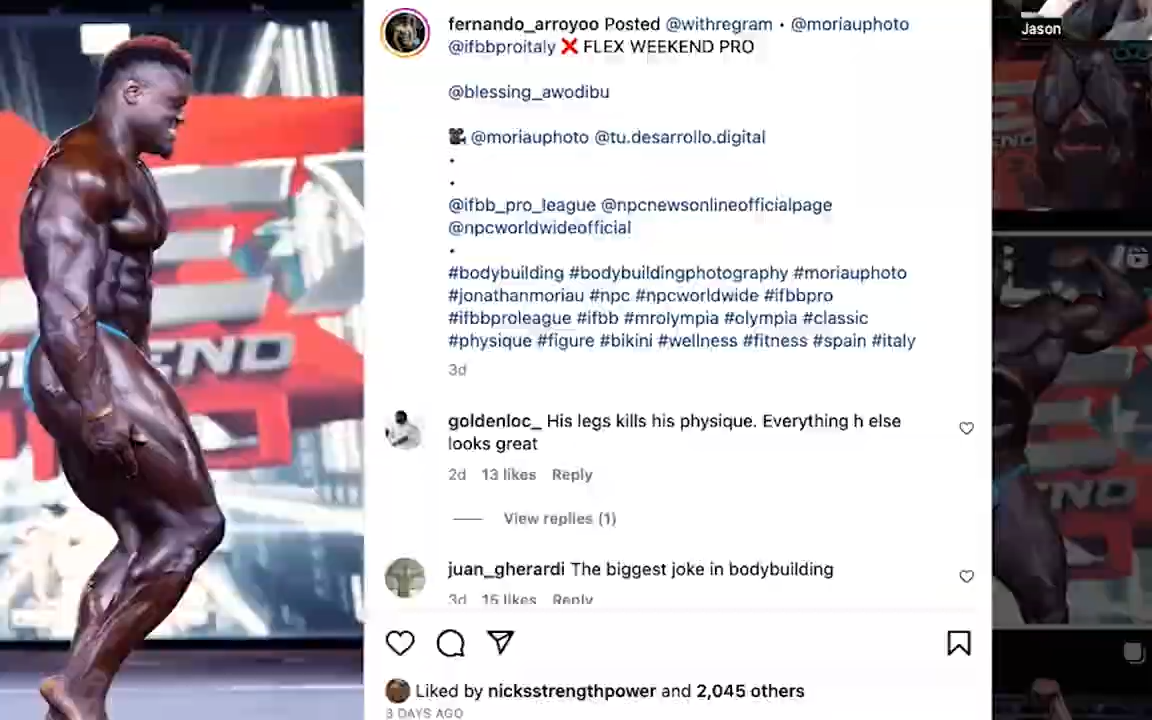 Jason
fernando_arroyoo Posted @withregram • @moriauphoto
@ifbbproitaly ❌ FLEX WEEKEND PRO
@blessing_awodibu
🎥 @moriauphoto @tu.desarrollo.digital
•
•
@ifbb_pro_league @npcnewsonlineofficialpage
@npcworldwideofficial
•
#bodybuilding #bodybuildingphotography #moriauphoto
#jonathanmoriau #npc #npcworldwide #ifbbpro
#ifbbproleague #ifbb #mrolympia #olympia #classic
#physique #figure #bikini #wellness #fitness #spain #italy
3d
goldenloc_ His legs kills his physique. Everything h else
looks great
2d 13 likes Reply
View replies (1)
juan_gherardi The biggest joke in bodybuilding
3d 15 likes Reply
Liked by nicksstrengthpower and 2,045 others
3 DAYS AGO
END
END